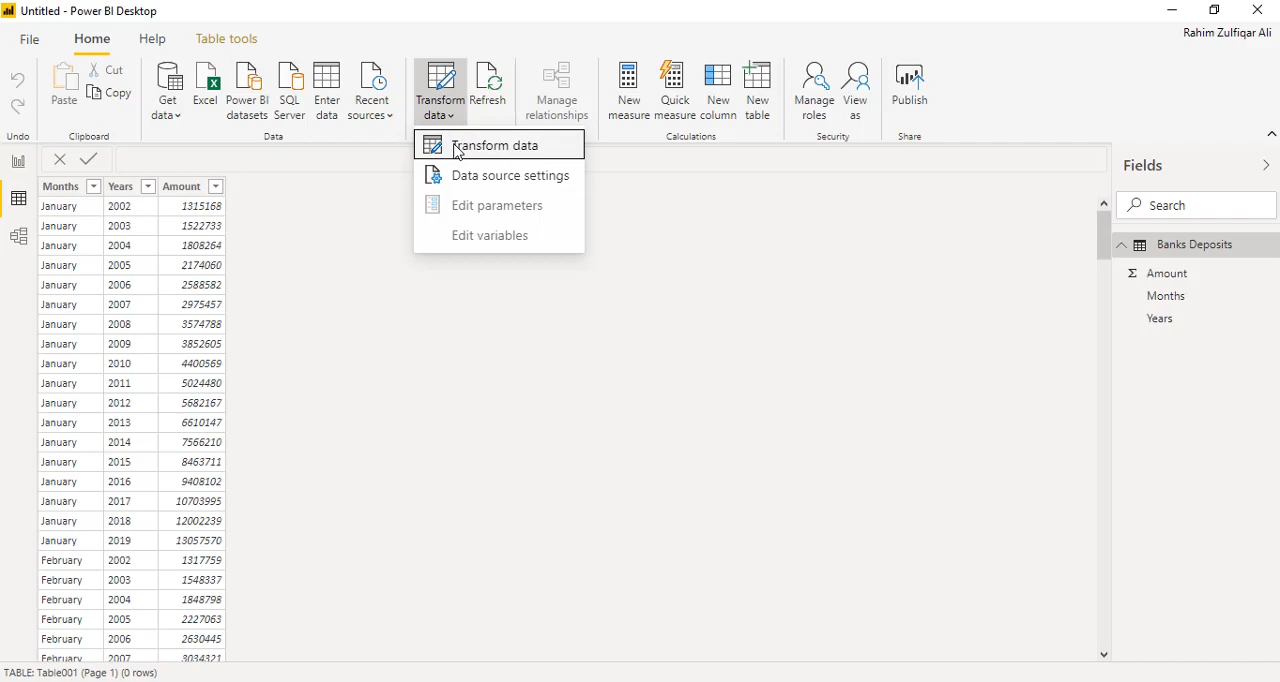 Untitled - Power BI Desktop
Rahim Zulfiqar Ali
File Home Help Table tools
Undo
Paste Cut Copy
Clipboard
Get data Excel Power BI datasets SQL Server Enter data Recent sources
Data
Transform data Refresh
Manage relationships
New measure Quick measure New column New table
Calculations
Manage roles View as
Security
Publish
Share
Transform data
Data source settings
Edit parameters
Edit variables
Months Years Amount
January 2002 1315168
January 2003 1522733
January 2004 1808264
January 2005 2174060
January 2006 2588582
January 2007 2975457
January 2008 3574788
January 2009 3852605
January 2010 4400569
January 2011 5024480
January 2012 5682167
January 2013 6610147
January 2014 7566210
January 2015 8463711
January 2016 9408102
January 2017 10703995
January 2018 12002239
January 2019 13057570
February 2002 1317759
February 2003 1548337
February 2004 1848798
February 2005 2227063
February 2006 2630445
February 2007 3034321
Fields
Search
Banks Deposits
Σ Amount
Months
Years
TABLE: Table001 (Page 1) (0 rows)